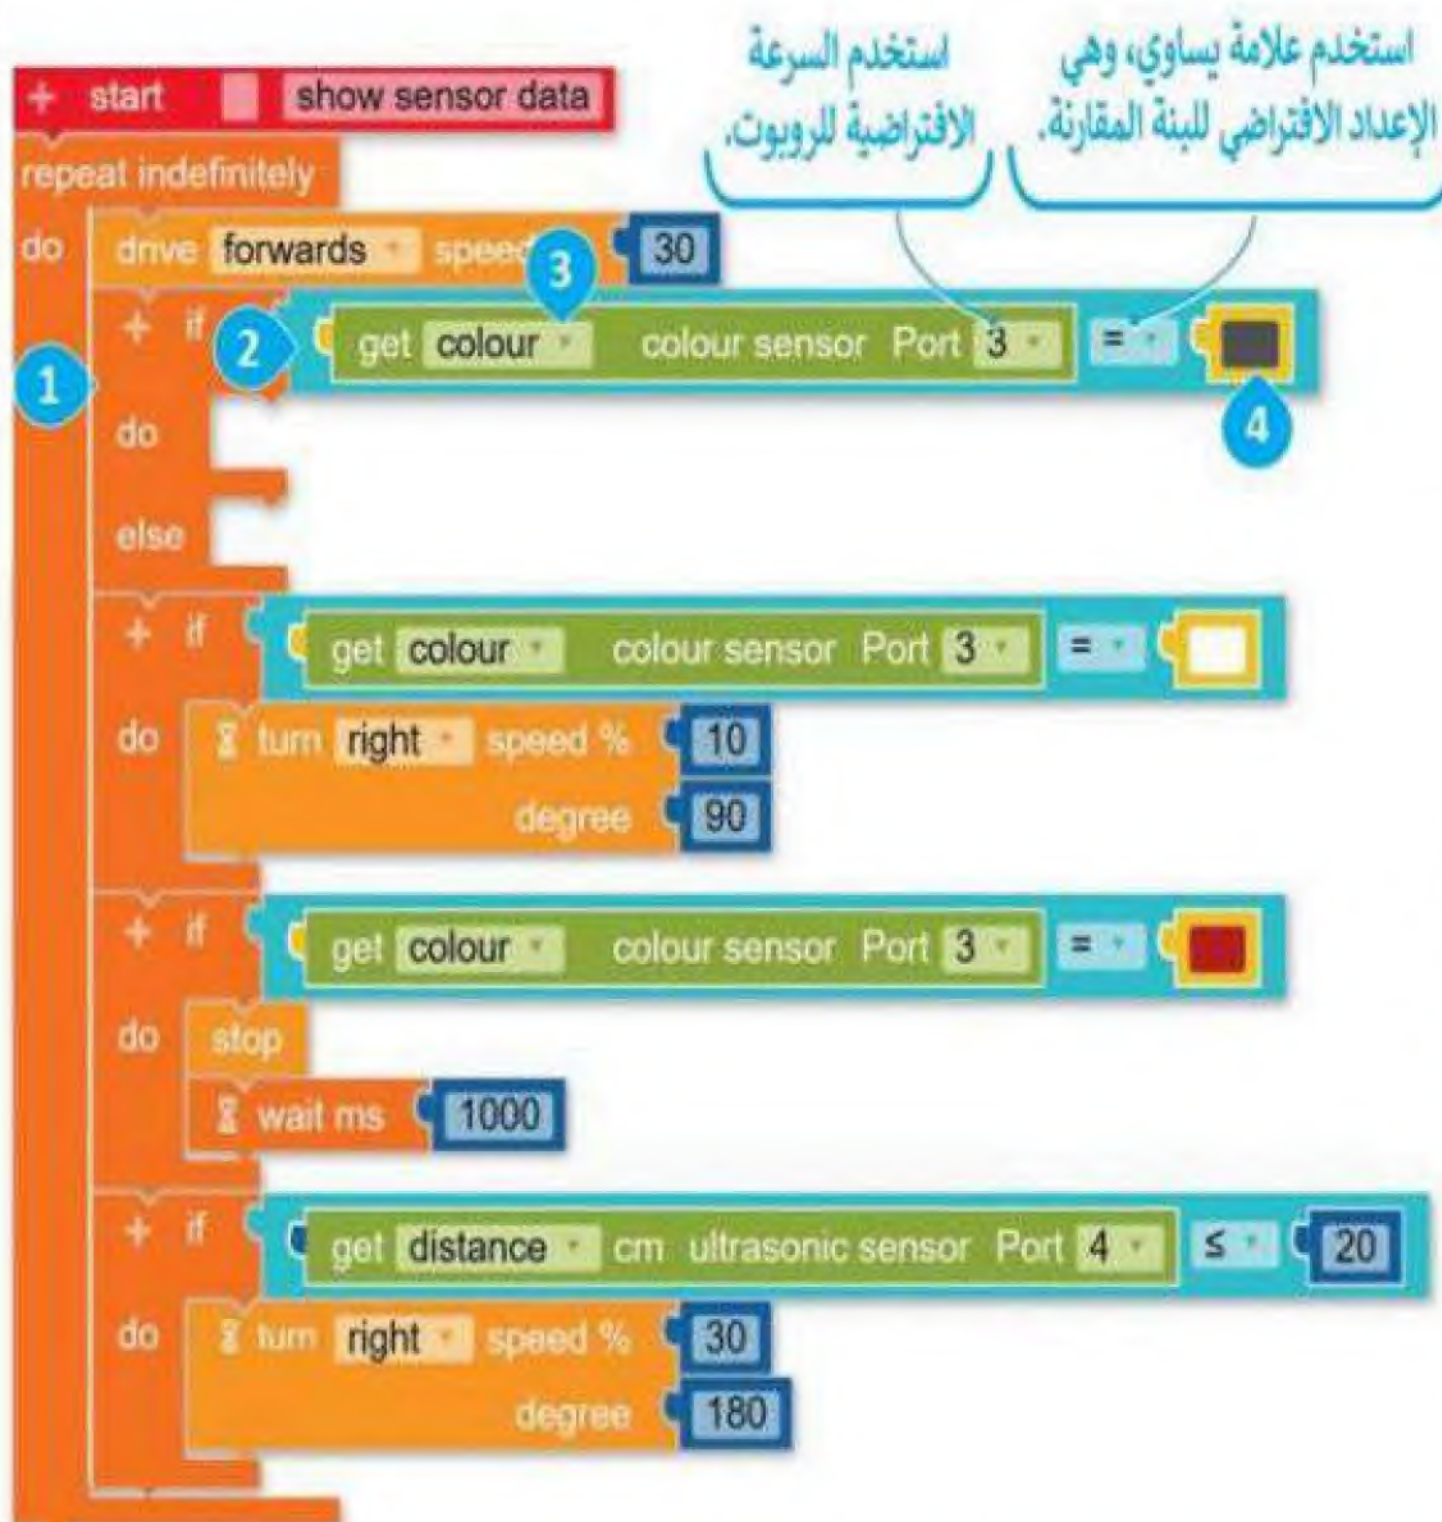 استخدم السرعة
الافتراضية للروبوت.
استخدم علامة يساوي، وهي
الإعداد الافتراضي للبنة المقارنة.
+ start show sensor data
repeat indefinitely
do drive forwards speed 30
3
+ if 2 get colour colour sensor Port 3 =
1
4
do
else
+ if get colour colour sensor Port 3 =
do turn right speed % 10
degree 90
+ if get colour colour sensor Port 3 =
do stop
wait ms 1000
+ if get distance cm ultrasonic sensor Port 4 ≤ 20
do turn right speed % 30
degree 180